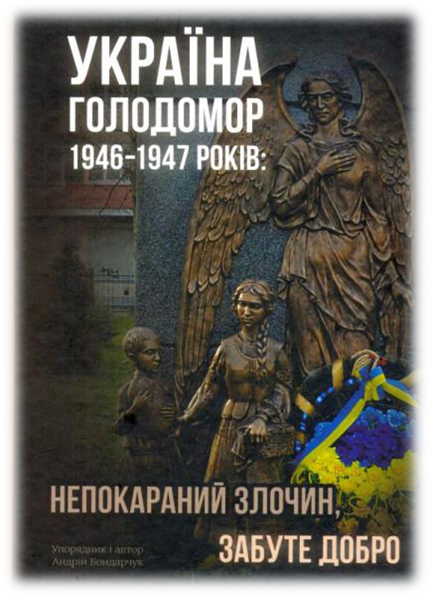 УКРАЇНА
ГОЛОДОМОР
1946-1947 РОКІВ:
НЕПОКАРАНИЙ ЗЛОЧИН,
ЗАБУТЕ ДОБРО
Упорядник і автор
Андрій Бондарчук